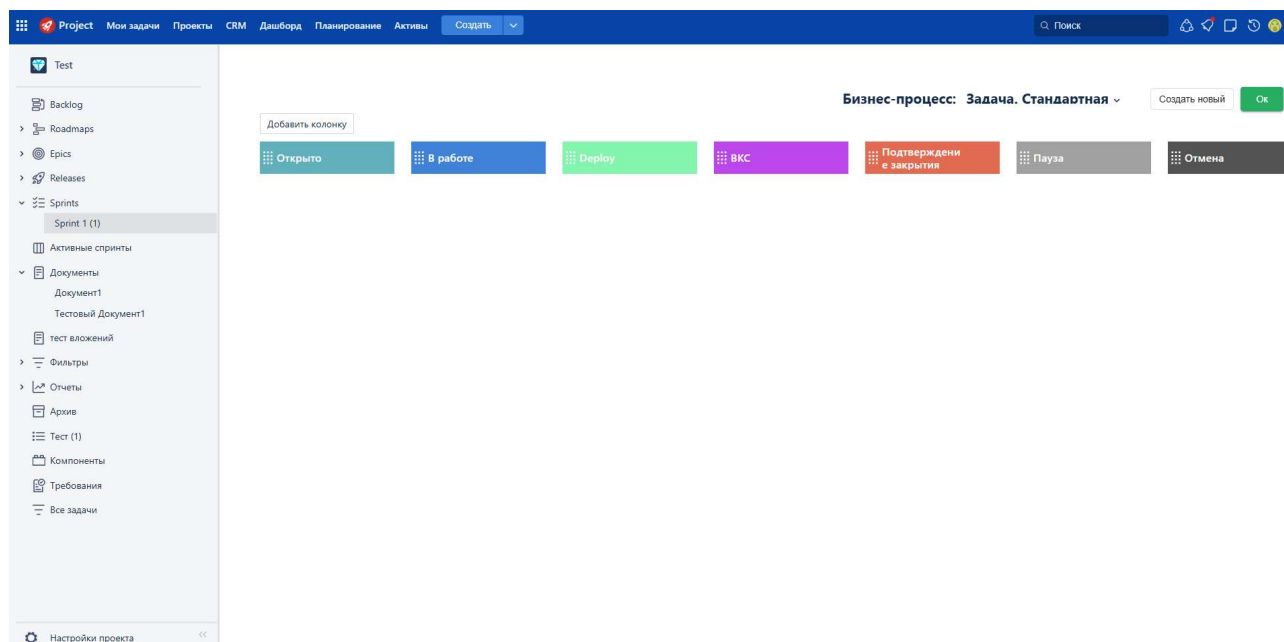 Project Мои задачи Проекты CRM Дашборд Планирование Активы Создать Поиск
Test
Backlog
Roadmaps
Epics
Releases
Sprints
Sprint 1 (1)
Активные спринты
Документы
Документ1
Тестовый Документ1
тест вложений
Фильтры
Отчеты
Архив
Тест (1)
Компоненты
Требования
Все задачи
Настройки проекта
Бизнес-процесс: Задача. Стандартная Создать новый Ок
Добавить колонку
Открыто
В работе
Deploy
ВКС
Подтверждени
е закрытия
Пауза
Отмена